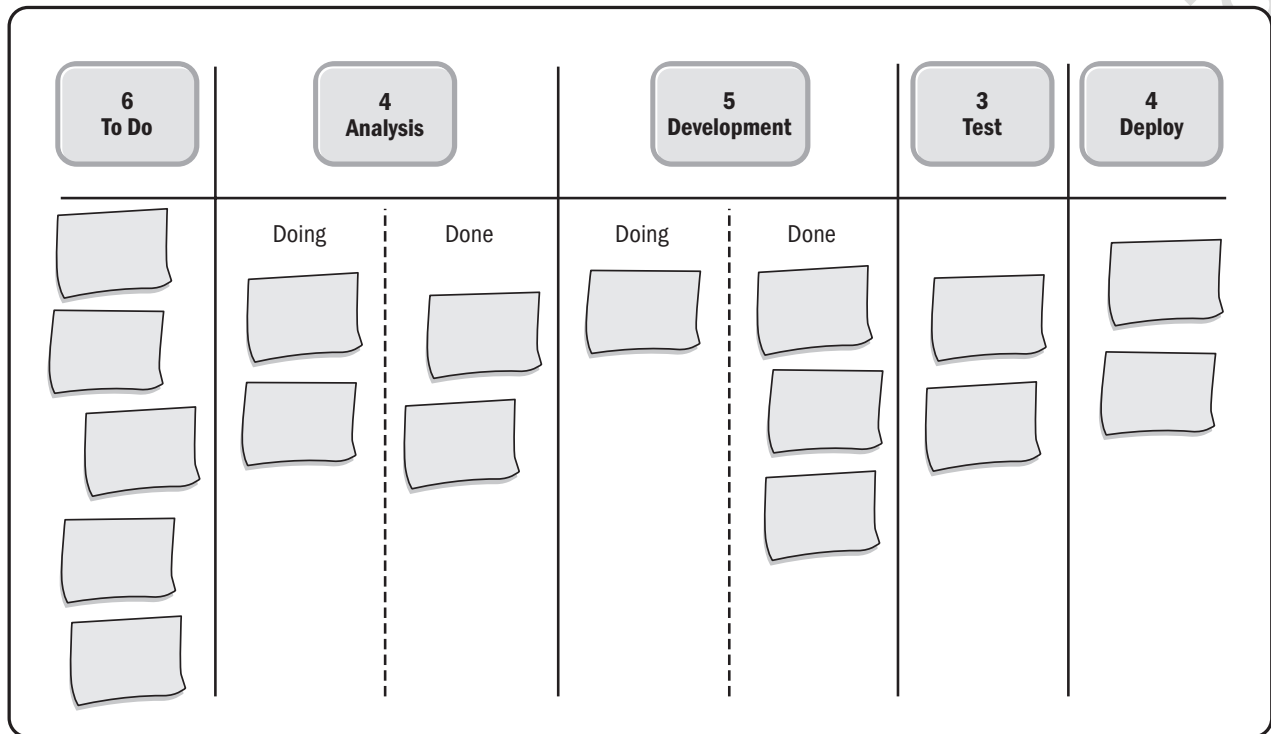 6
To Do
4
Analysis
5
Development
3
Test
4
Deploy
Doing
Done
Doing
Done